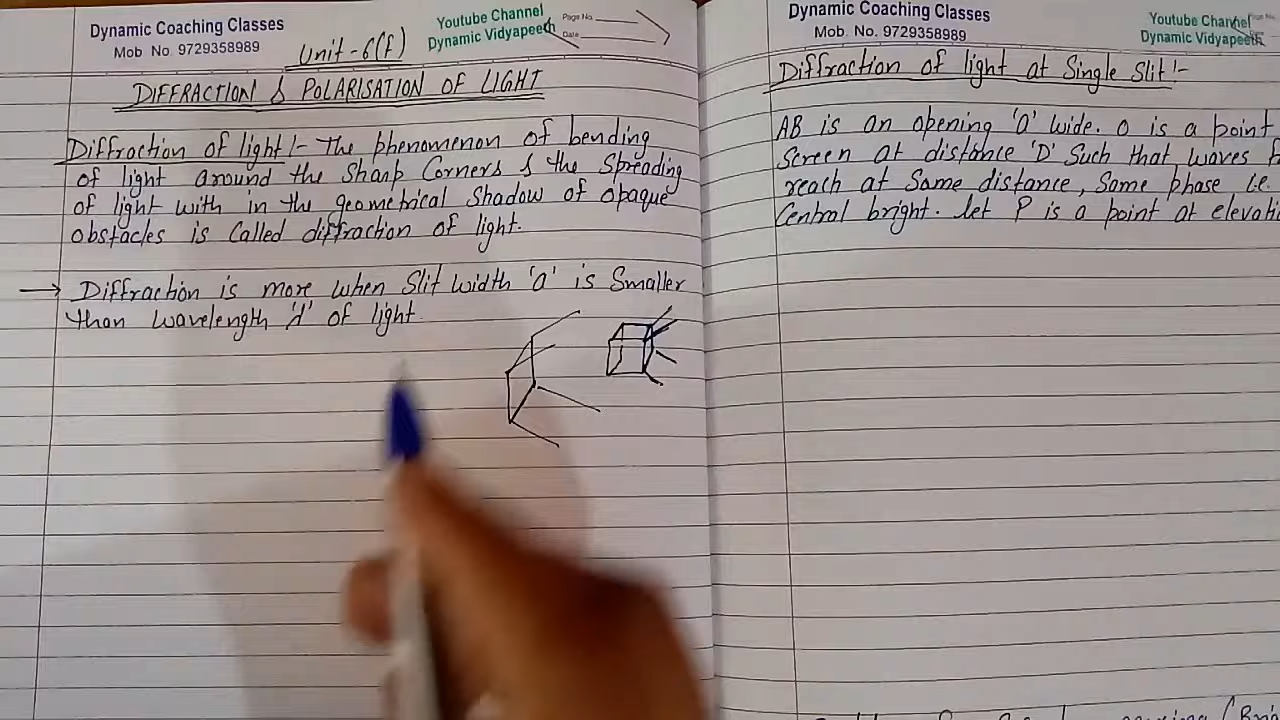 Dynamic Coaching Classes
Mob. No. 9729358989
Youtube Channel
Dynamic Vidyapeeth
Page No.
Date
Unit-6(F)
DIFFRACTION & POLARISATION OF LIGHT
Diffraction of light :- The phenomenon of bending
of light around the Sharp Corners & the Spreading
of light with in the geometrical Shadow of opaque
obstacles is Called diffraction of light.
→ Diffraction is more when Slit width 'a' is Smaller
than wavelength 'λ' of light.
Dynamic Coaching Classes
Mob. No. 9729358989
Youtube Channel
Dynamic Vidyapeeth
Diffraction of light at Single Slit :-
AB is an opening 'a' wide. O is a point
Screen at distance 'D' Such that waves
reach at Same distance, Same phase i.e.
Central bright. Let P is a point at